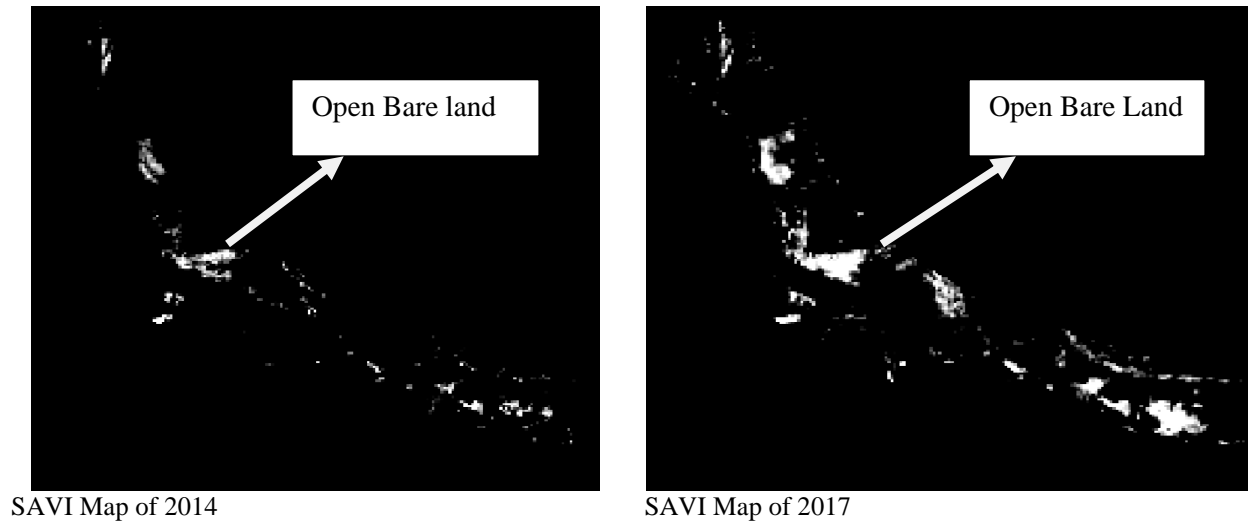 Open Bare land
Open Bare Land
SAVI Map of 2014
SAVI Map of 2017